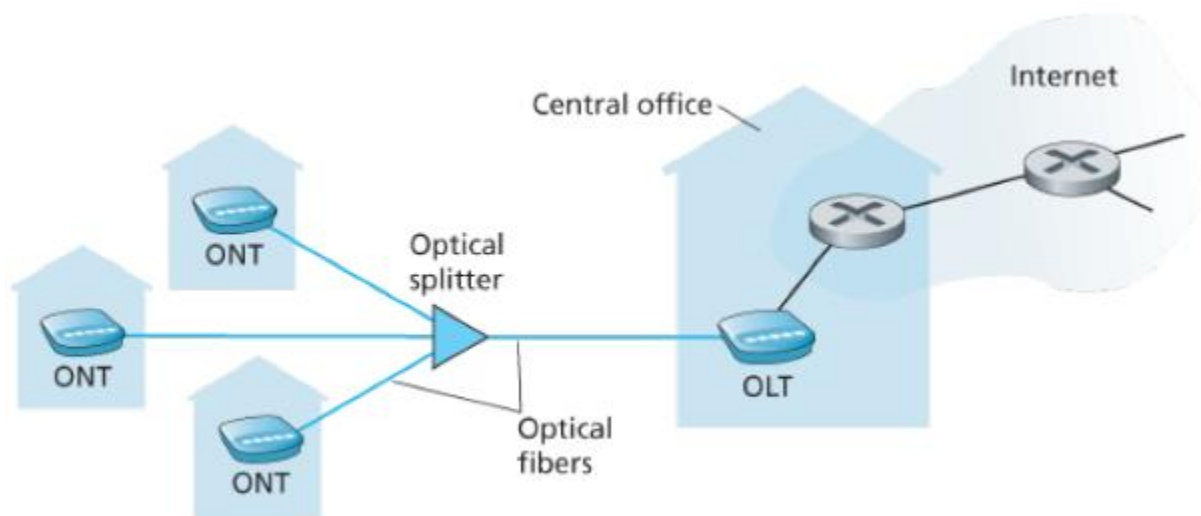 Internet
Central office
ONT
Optical
splitter
ONT
OLT
Optical
fibers
ONT